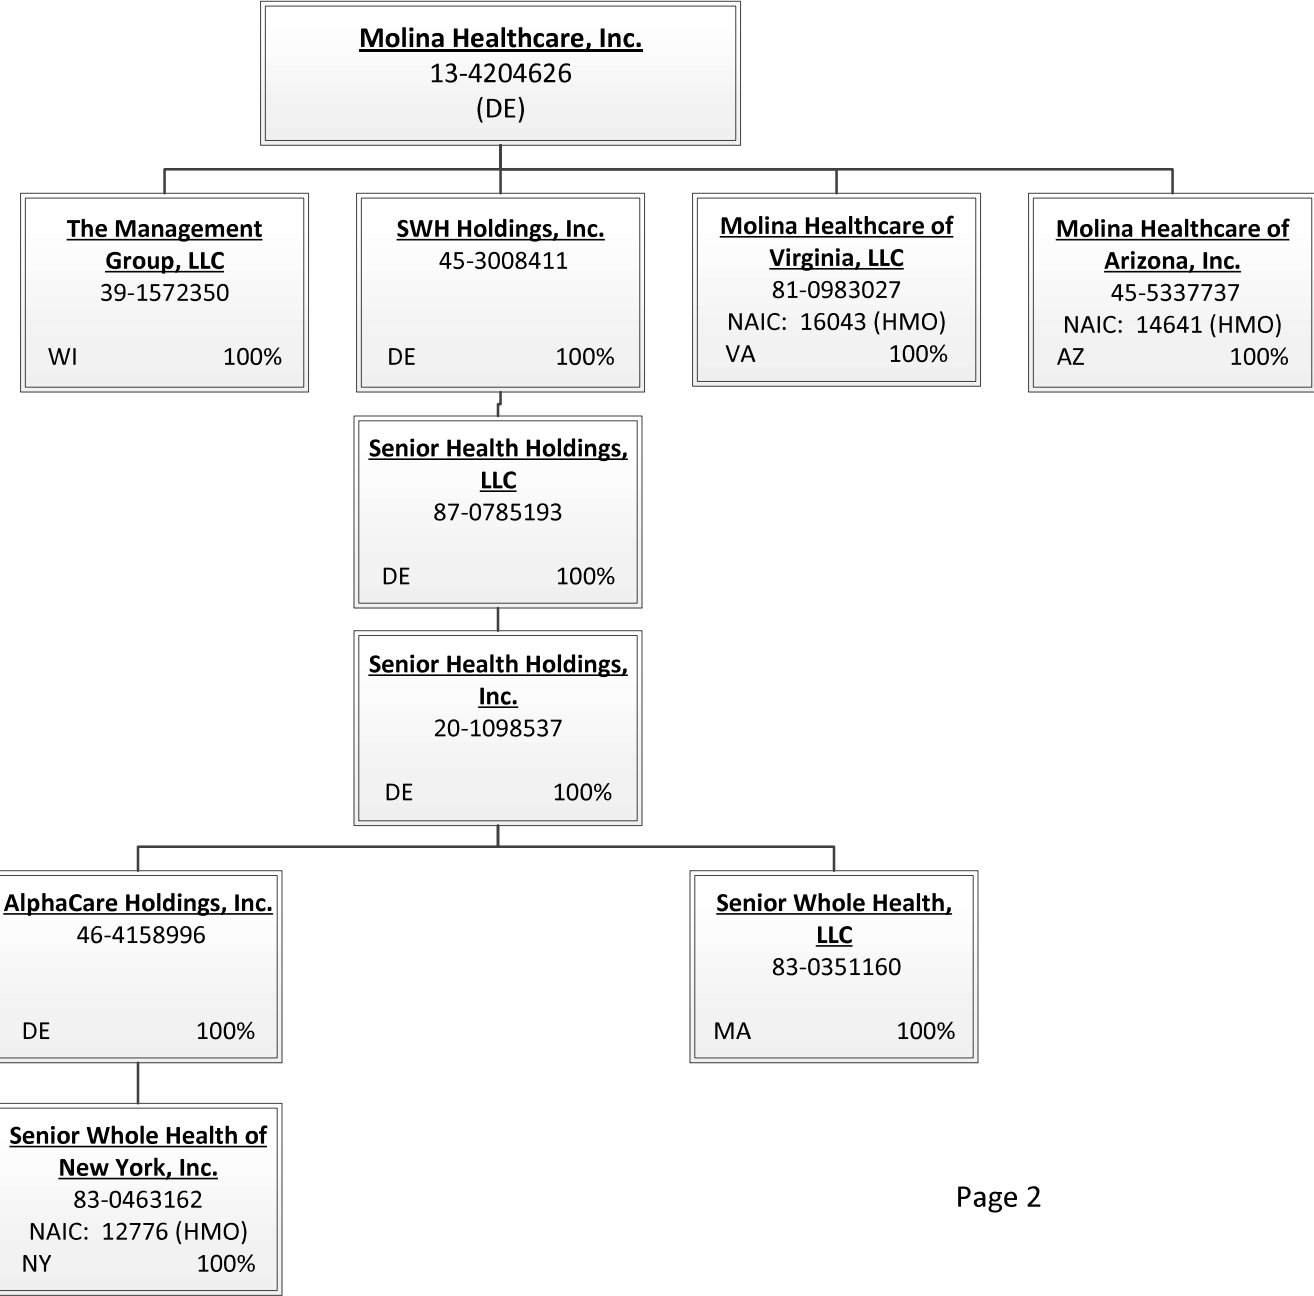 Molina Healthcare, Inc.
13-4204626
(DE)
The Management
Group, LLC
39-1572350
WI 100%
SWH Holdings, Inc.
45-3008411
DE 100%
Molina Healthcare of
Virginia, LLC
81-0983027
NAIC:  16043 (HMO)
VA 100%
Molina Healthcare of
Arizona, Inc.
45-5337737
NAIC:  14641 (HMO)
AZ 100%
Senior Health Holdings,
LLC
87-0785193
DE 100%
Senior Health Holdings,
Inc.
20-1098537
DE 100%
AlphaCare Holdings, Inc.
46-4158996
DE 100%
Senior Whole Health,
LLC
83-0351160
MA 100%
Senior Whole Health of
New York, Inc.
83-0463162
NAIC:  12776 (HMO)
NY 100%
Page 2